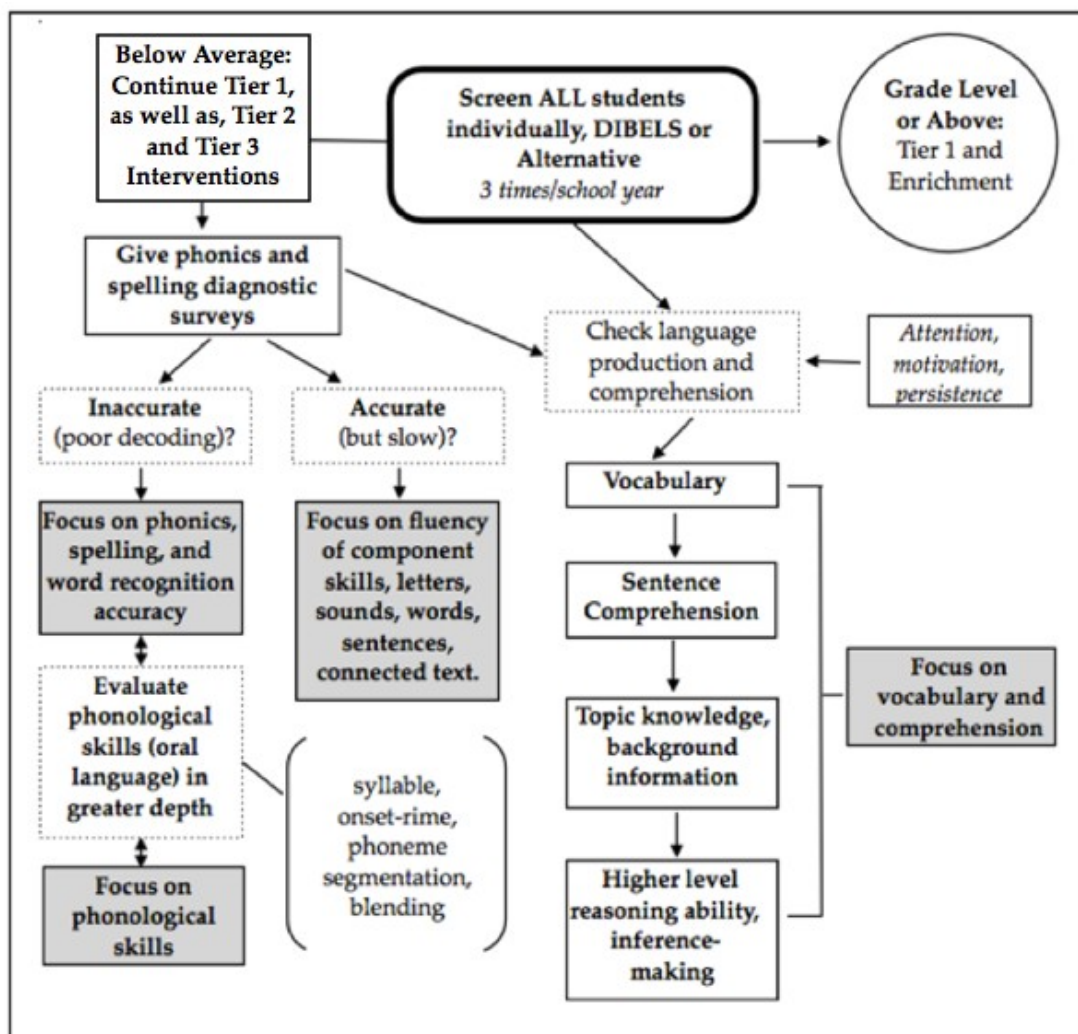 Below Average:
Continue Tier 1,
as well as, Tier 2
and Tier 3
Interventions
Screen ALL students
individually, DIBELS or
Alternative
3 times/school year
Grade Level
or Above:
Tier 1 and
Enrichment
Give phonics and
spelling diagnostic
surveys
Check language
production and
comprehension
Attention,
motivation,
persistence
Inaccurate
(poor decoding)?
Accurate
(but slow)?
Focus on phonics,
spelling, and
word recognition
accuracy
Focus on fluency
of component
skills, letters,
sounds, words,
sentences,
connected text.
Vocabulary
Sentence
Comprehension
Topic knowledge,
background
information
Higher level
reasoning ability,
inference-
making
Focus on
vocabulary and
comprehension
Evaluate
phonological
skills (oral
language) in
greater depth
syllable,
onset-rime,
phoneme
segmentation,
blending
Focus on
phonological
skills